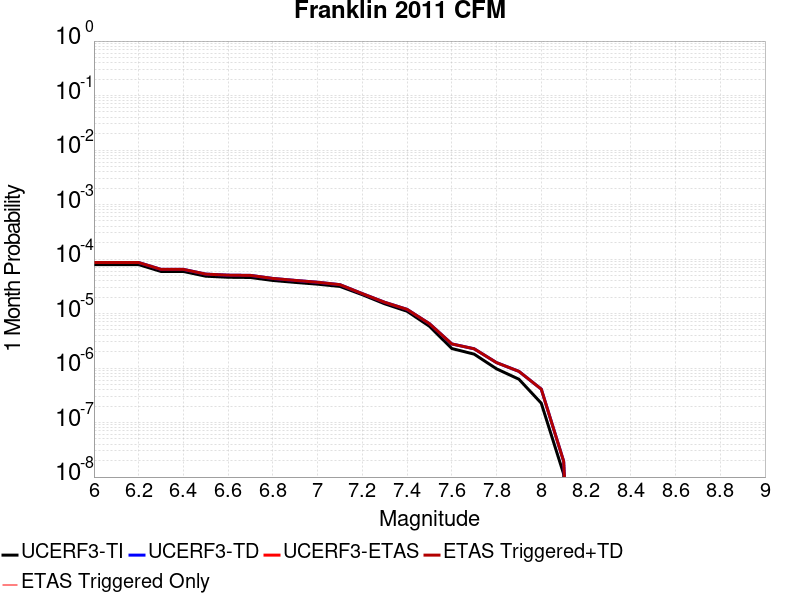 Franklin 2011 CFM
10^0
10^-1
10^-2
10^-3
10^-4
10^-5
10^-6
10^-7
10^-8
1 Month Probability
6 6.2 6.4 6.6 6.8 7 7.2 7.4 7.6 7.8 8 8.2 8.4 8.6 8.8 9
Magnitude
UCERF3-TI UCERF3-TD UCERF3-ETAS ETAS Triggered+TD
ETAS Triggered Only